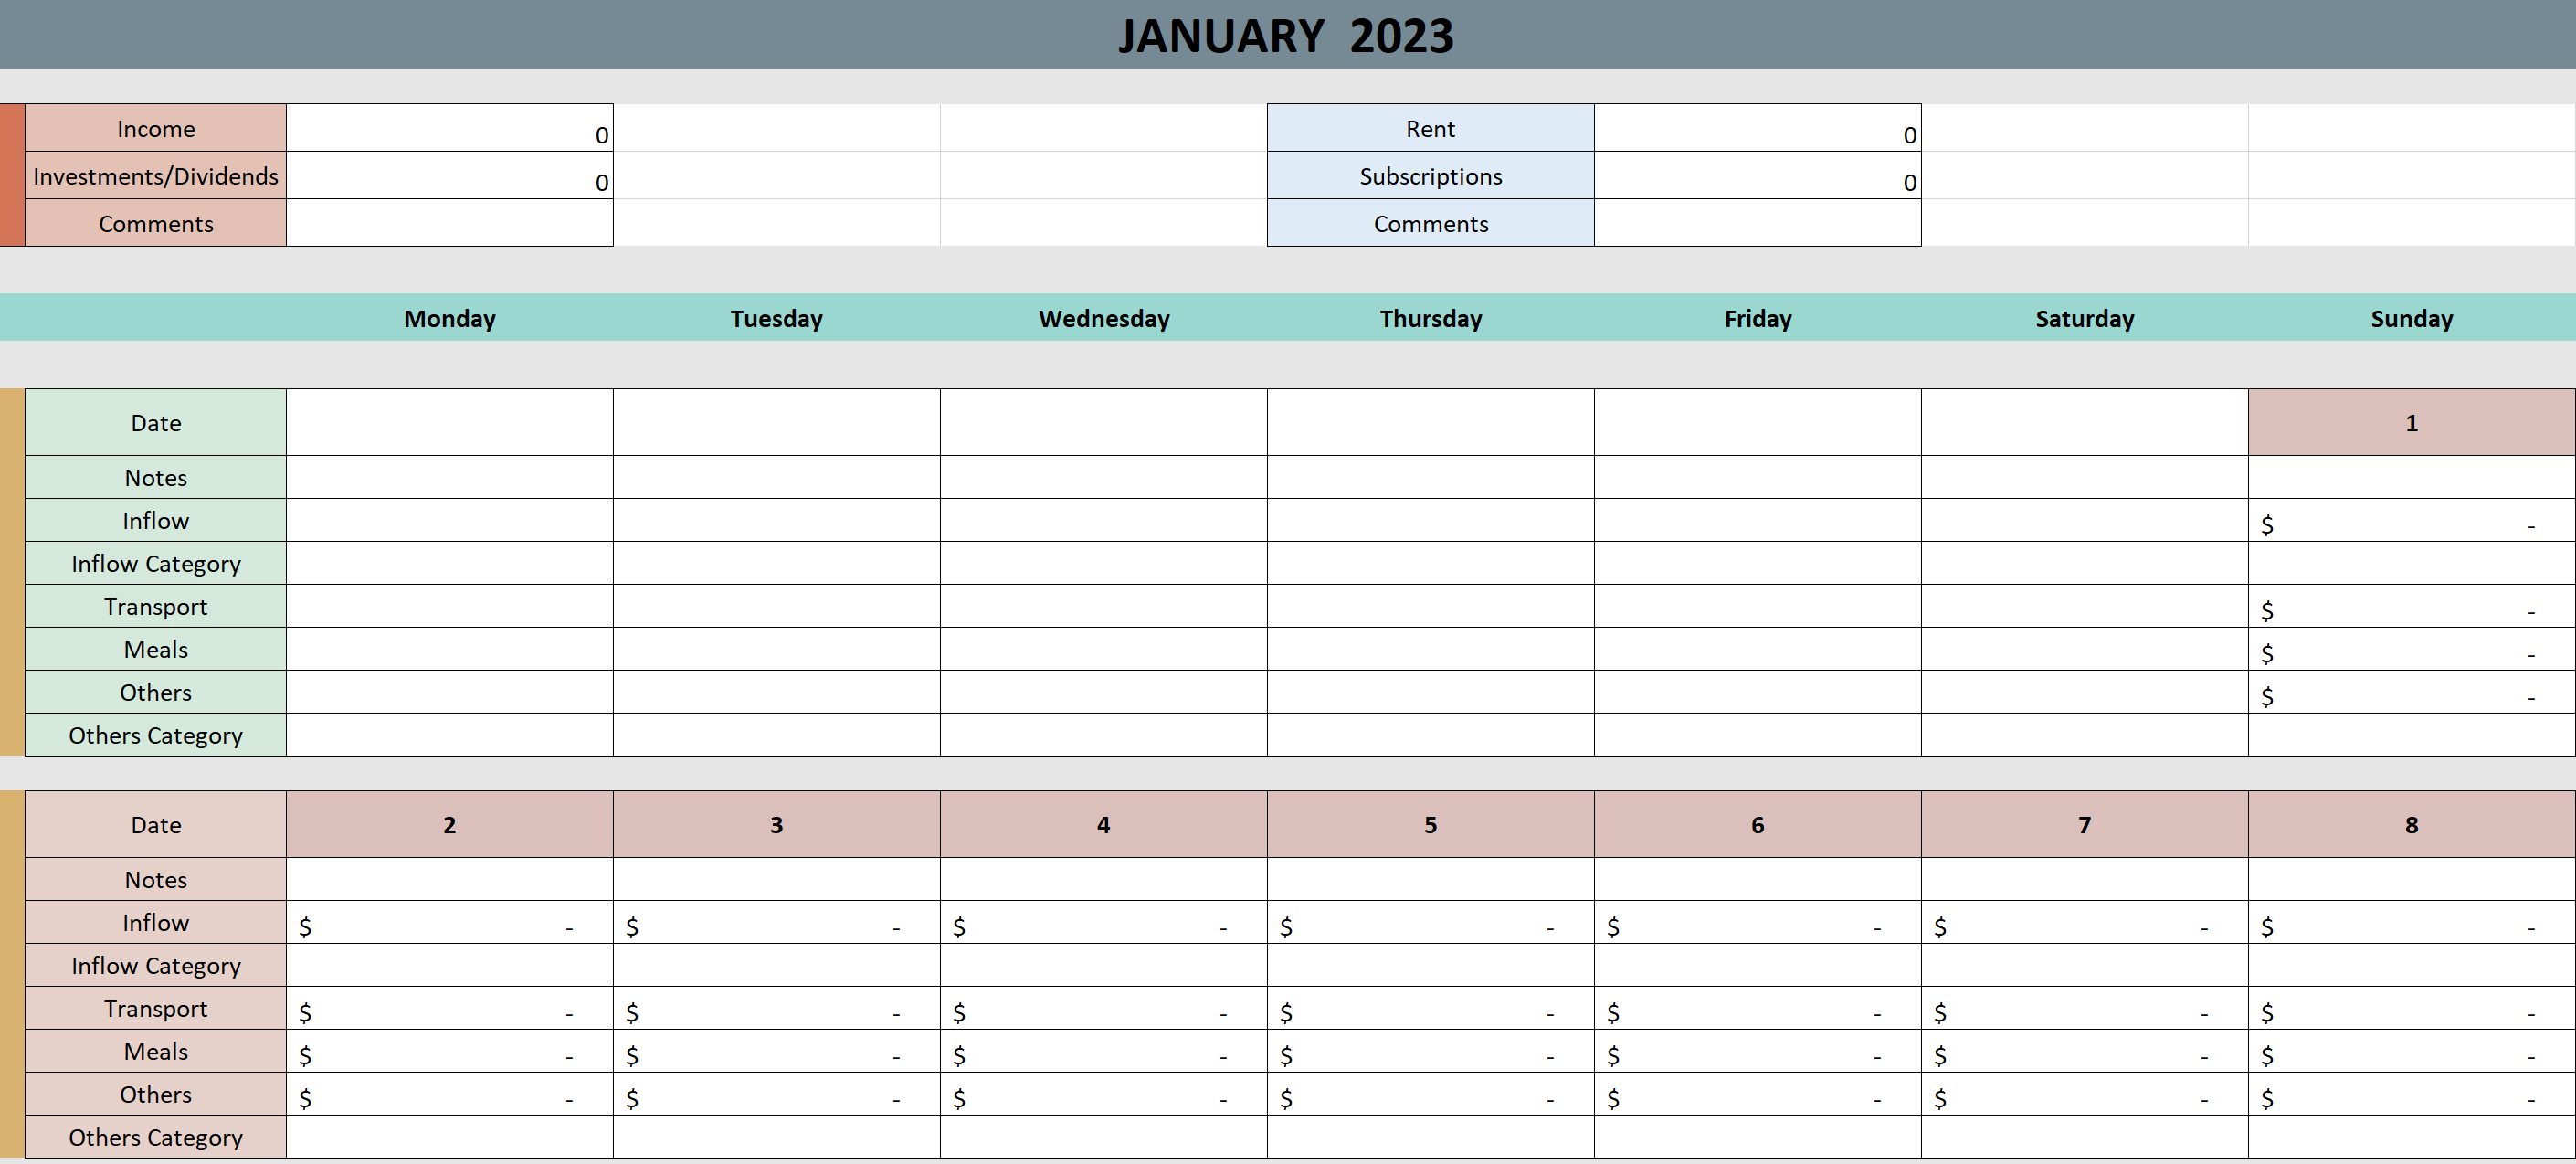 JANUARY 2023
Income 0 Rent 0
Investments/Dividends 0 Subscriptions 0
Comments Comments
Monday Tuesday Wednesday Thursday Friday Saturday Sunday
Date 1
Notes
Inflow $ -
Inflow Category
Transport $ -
Meals $ -
Others $ -
Others Category
Date 2 3 4 5 6 7 8
Notes
Inflow $ - $ - $ - $ - $ - $ - $ -
Inflow Category
Transport $ - $ - $ - $ - $ - $ - $ -
Meals $ - $ - $ - $ - $ - $ - $ -
Others $ - $ - $ - $ - $ - $ - $ -
Others Category